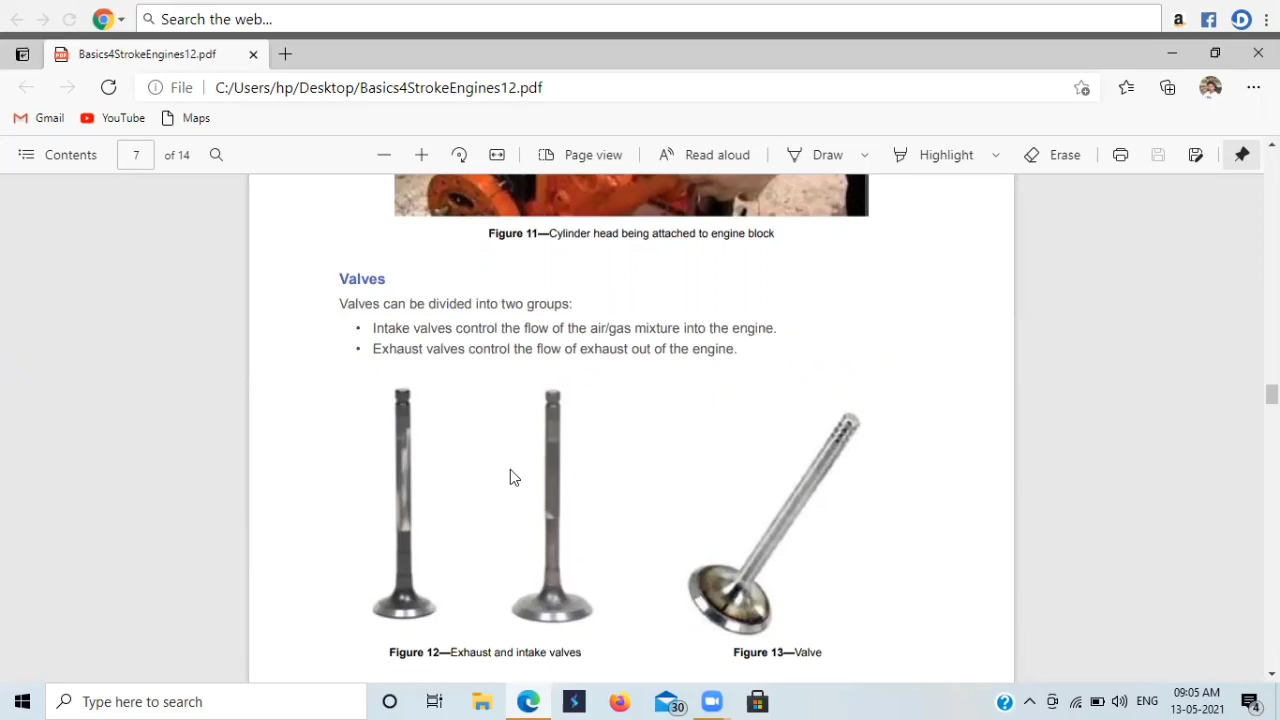 Search the web...
Basics4StrokeEngines12.pdf
File C:/Users/hp/Desktop/Basics4StrokeEngines12.pdf
Gmail YouTube Maps
Contents 7 of 14 Page view Read aloud Draw Highlight Erase
Figure 11—Cylinder head being attached to engine block
Valves
Valves can be divided into two groups:
• Intake valves control the flow of the air/gas mixture into the engine.
• Exhaust valves control the flow of exhaust out of the engine.
Figure 12—Exhaust and intake valves
Figure 13—Valve
Type here to search
30
ENG
09:05 AM
13-05-2021
4